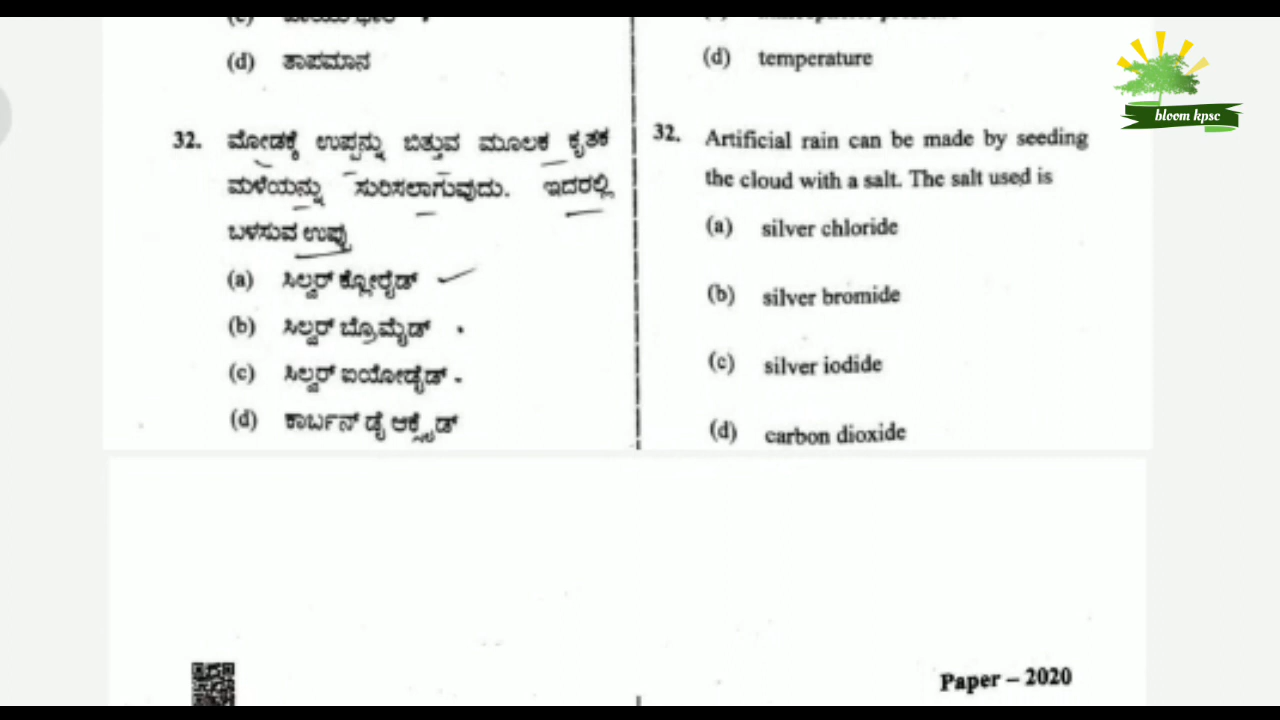 (d) ತಾಪಮಾನ
32. ಮೋಡಕ್ಕೆ ಉಪ್ಪನ್ನು ಬಿತ್ತುವ ಮೂಲಕ ಕೃತಕ
ಮಳೆಯನ್ನು ಸುರಿಸಲಾಗುವುದು. ಇದರಲ್ಲಿ
ಬಳಸುವ ಉಪ್ಪು
(a) ಸಿಲ್ವರ್ ಕ್ಲೋರೈಡ್
(b) ಸಿಲ್ವರ್ ಬ್ರೊಮೈಡ್
(c) ಸಿಲ್ವರ್ ಐಯೋಡೈಡ್
(d) ಕಾರ್ಬನ್ ಡೈ ಆಕ್ಸೈಡ್
(d) temperature
32. Artificial rain can be made by seeding
the cloud with a salt. The salt used is
(a) silver chloride
(b) silver bromide
(c) silver iodide
(d) carbon dioxide
Paper – 2020
bloom kpsc